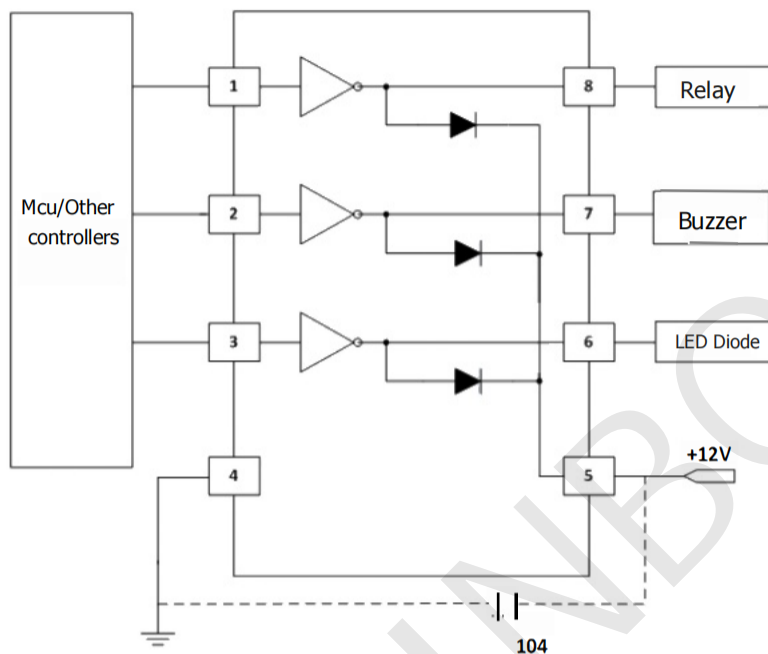 1
8
Relay
Mcu/Other
controllers
2
7
Buzzer
3
6
LED Diode
+12V
4
5
104